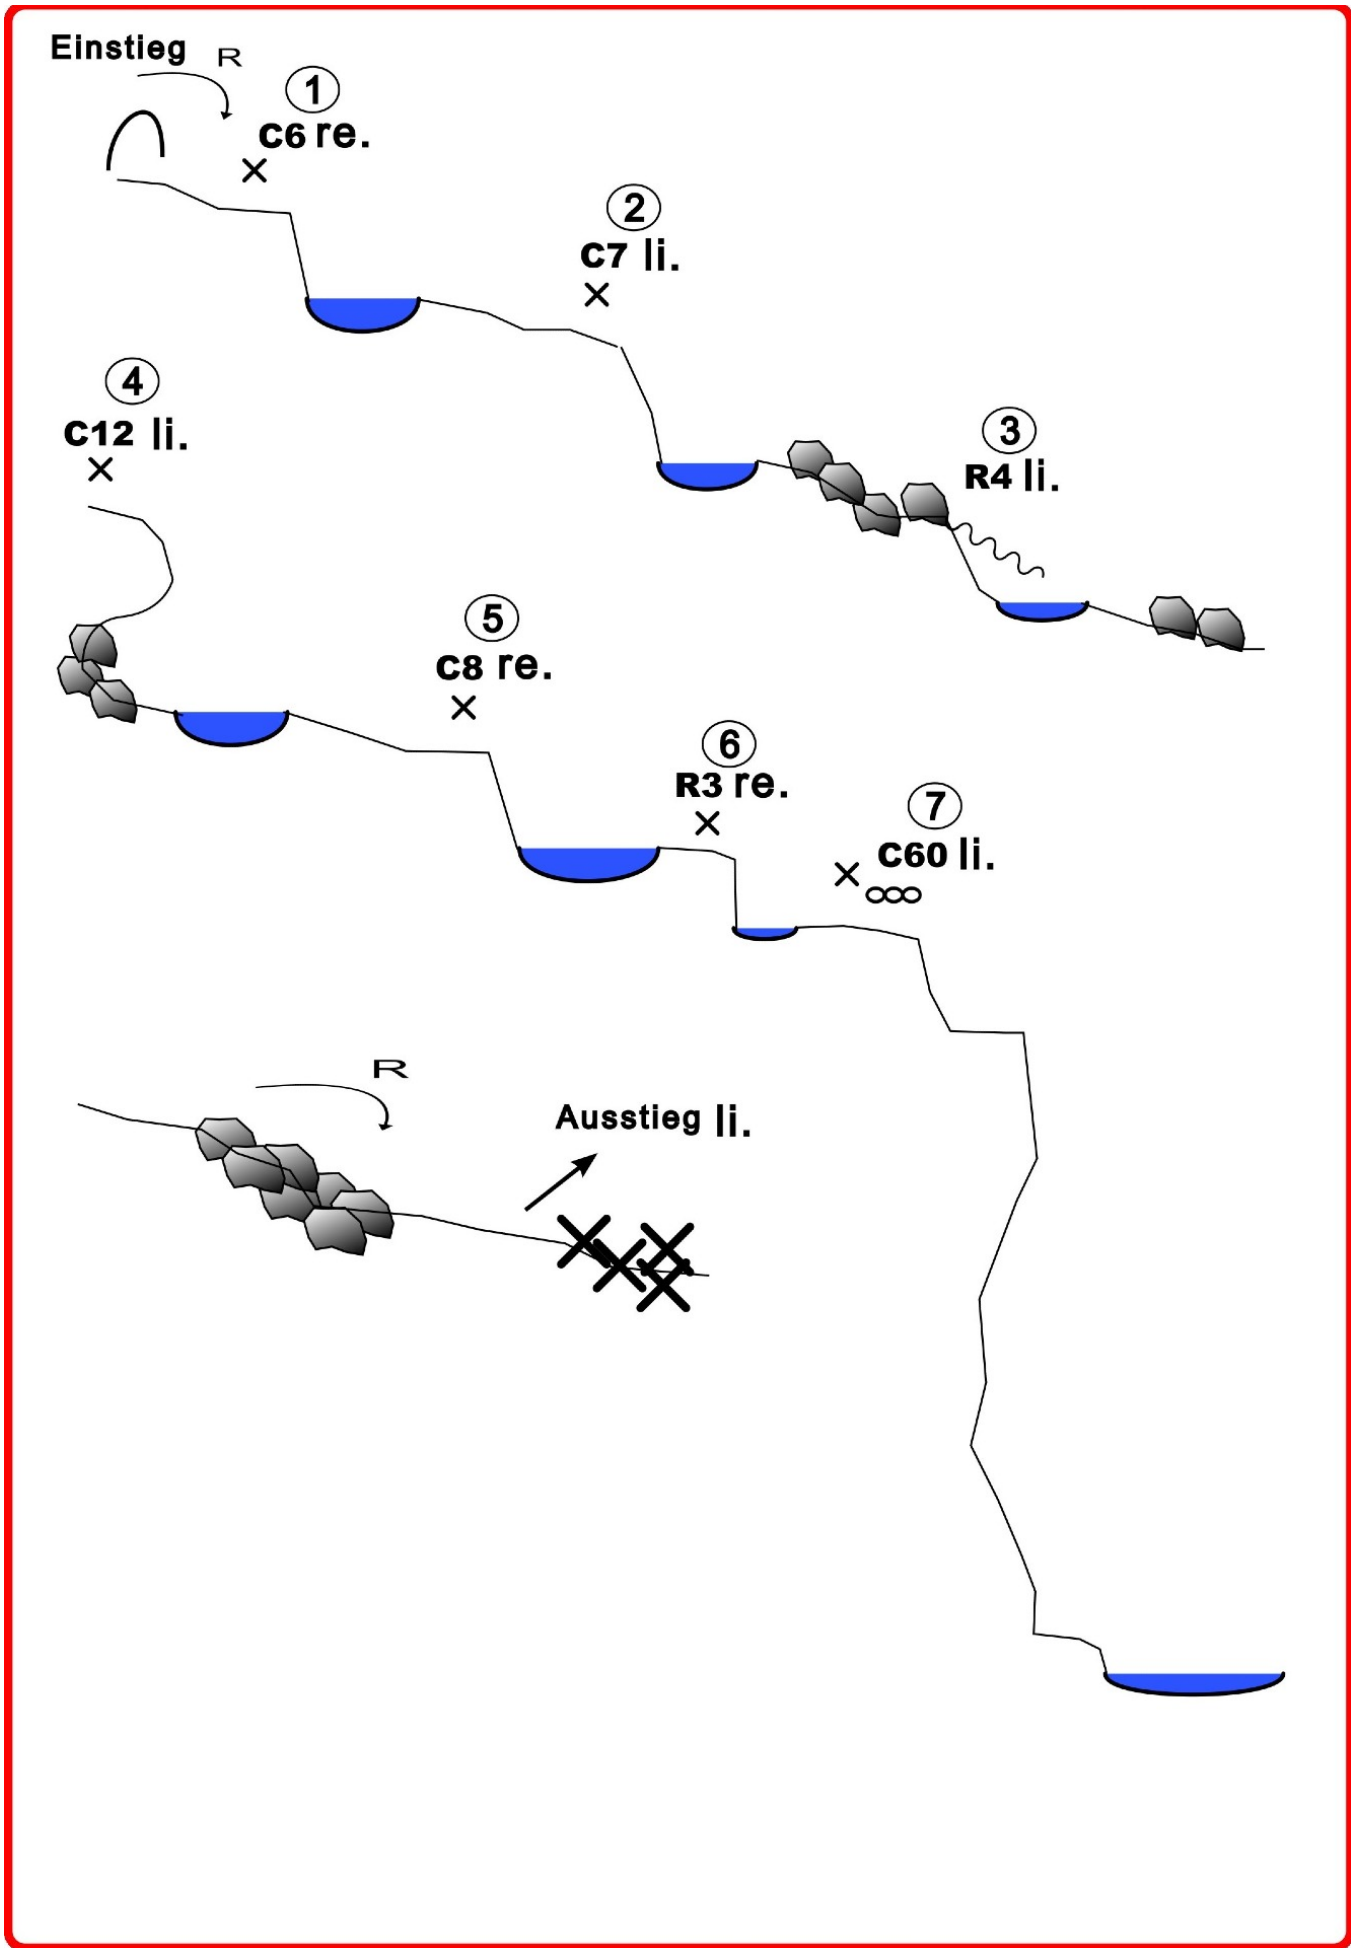 Einstieg
R
1
C6 re.
2
C7 li.
3
R4 li.
4
C12 li.
5
C8 re.
6
R3 re.
7
C60 li.
R
Ausstieg li.